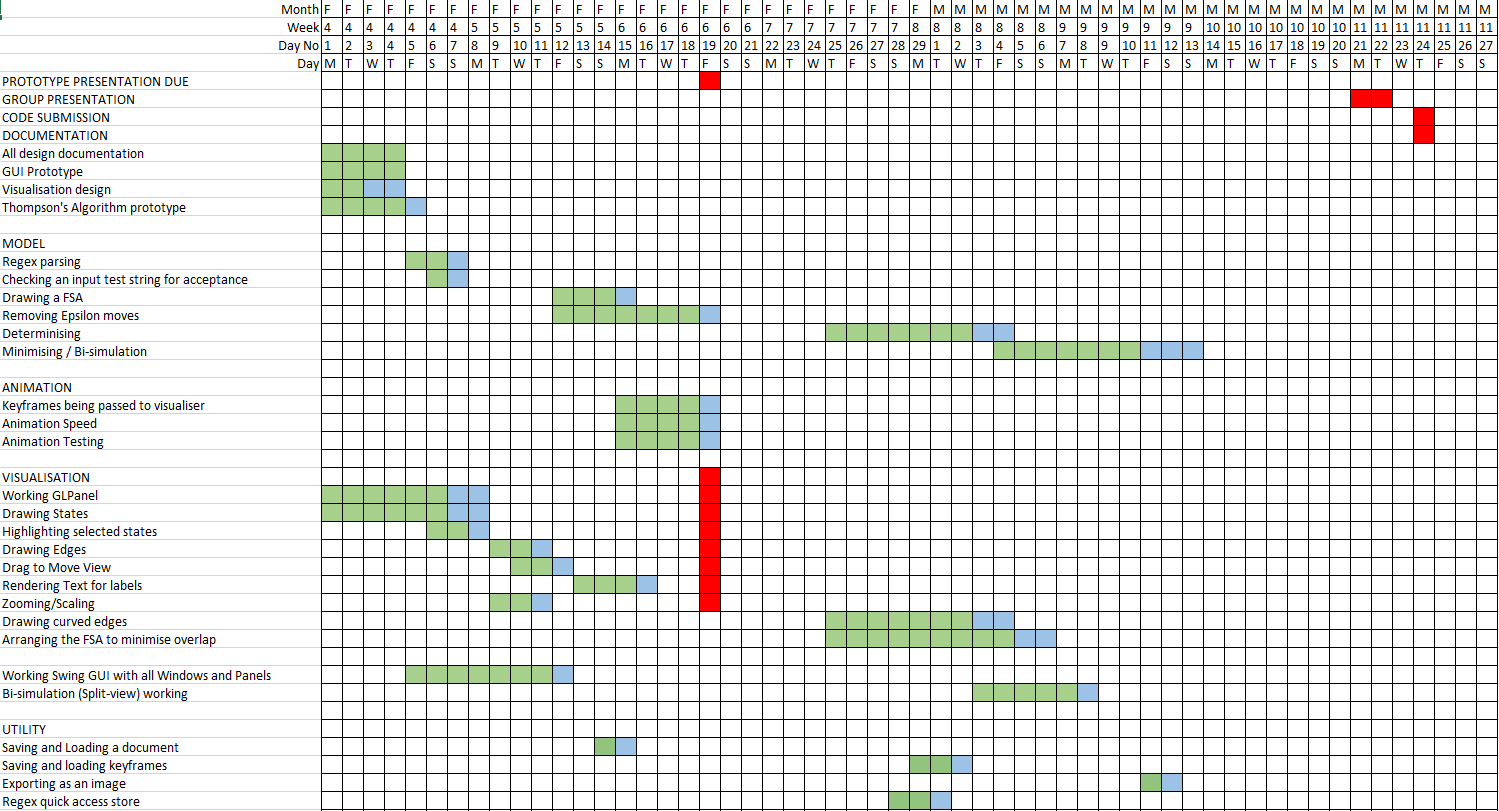 Month F F F F F F F F F F F F F F F F F F F F F F F F F F F F F M M M M M M M M M M M M M M M M M M M M M M M M M M M
Week 4 4 4 4 4 4 4 5 5 5 5 5 5 5 6 6 6 6 6 6 6 7 7 7 7 7 7 7 8 8 8 8 8 8 8 9 9 9 9 9 9 9 10 10 10 10 10 10 10 11 11 11 11 11 11 11
Day No 1 2 3 4 5 6 7 8 9 10 11 12 13 14 15 16 17 18 19 20 21 22 23 24 25 26 27 28 29 1 2 3 4 5 6 7 8 9 10 11 12 13 14 15 16 17 18 19 20 21 22 23 24 25 26 27
Day M T W T F S S M T W T F S S M T W T F S S M T W T F S S M T W T F S S M T W T F S S M T W T F S S M T W T F S S
PROTOTYPE PRESENTATION DUE
GROUP PRESENTATION
CODE SUBMISSION
DOCUMENTATION
All design documentation
GUI Prototype
Visualisation design
Thompson's Algorithm prototype
MODEL
Regex parsing
Checking an input test string for acceptance
Drawing a FSA
Removing Epsilon moves
Determinising
Minimising / Bi-simulation
ANIMATION
Keyframes being passed to visualiser
Animation Speed
Animation Testing
VISUALISATION
Working GLPanel
Drawing States
Highlighting selected states
Drawing Edges
Drag to Move View
Rendering Text for labels
Zooming/Scaling
Drawing curved edges
Arranging the FSA to minimise overlap
Working Swing GUI with all Windows and Panels
Bi-simulation (Split-view) working
UTILITY
Saving and Loading a document
Saving and loading keyframes
Exporting as an image
Regex quick access store